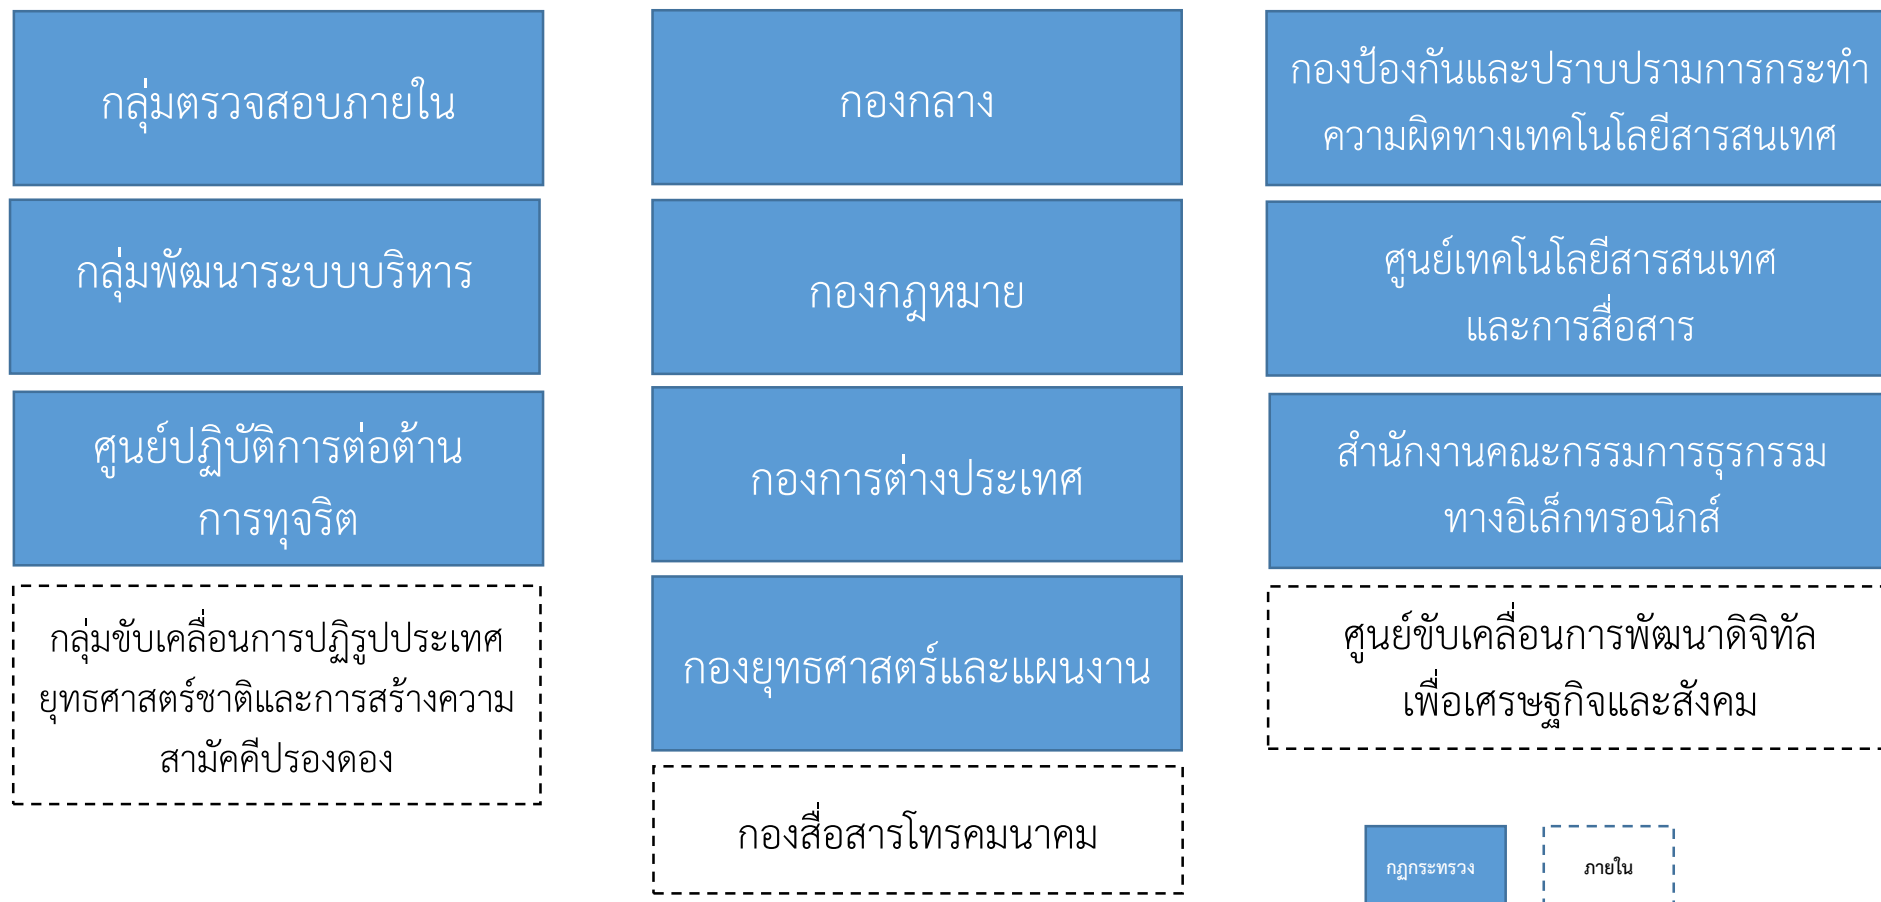 กลุ่มตรวจสอบภายใน
กลุ่มพัฒนาระบบบริหาร
ศูนย์ปฏิบัติการต่อต้าน
การทุจริต
กลุ่มขับเคลื่อนการปฏิรูปประเทศ
ยุทธศาสตร์ชาติและการสร้างความ
สามัคคีปรองดอง
กองกลาง
กองกฎหมาย
กองการต่างประเทศ
กองยุทธศาสตร์และแผนงาน
กองสื่อสารโทรคมนาคม
กองป้องกันและปราบปรามการกระทำ
ความผิดทางเทคโนโลยีสารสนเทศ
ศูนย์เทคโนโลยีสารสนเทศ
และการสื่อสาร
สำนักงานคณะกรรมการธุรกรรม
ทางอิเล็กทรอนิกส์
ศูนย์ขับเคลื่อนการพัฒนาดิจิทัล
เพื่อเศรษฐกิจและสังคม
กฎกระทรวง
ภายใน